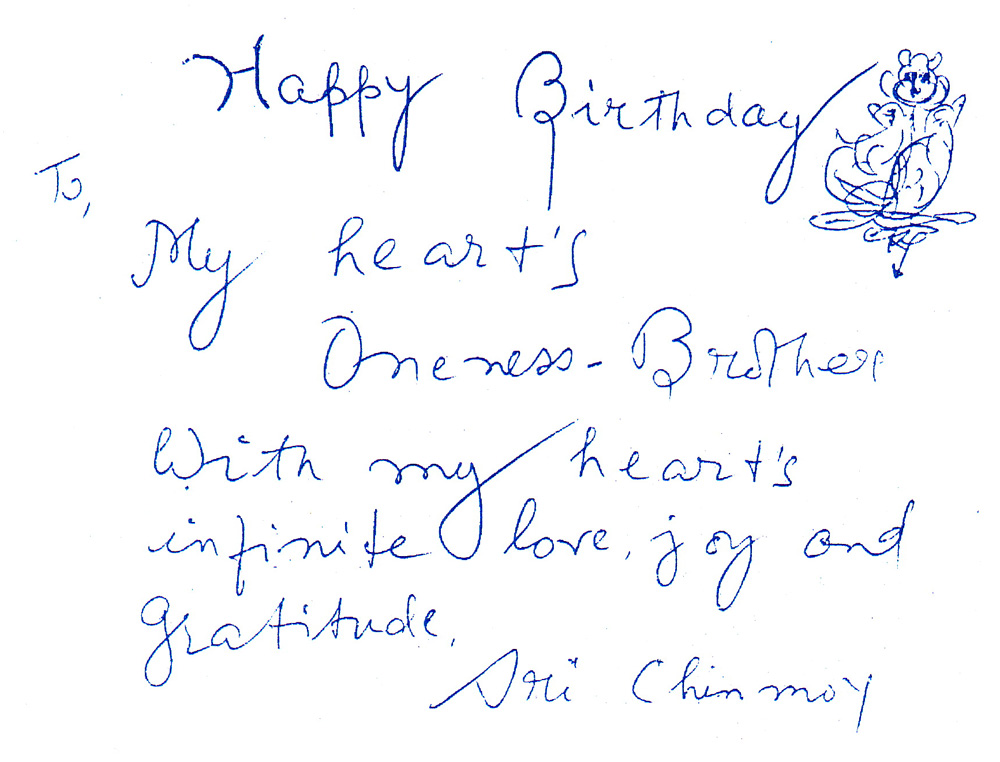 Happy Birthday
To,
My heart's
Oneness-Brother
With my heart's
infinite love, joy and
gratitude.
Sri Chinmoy